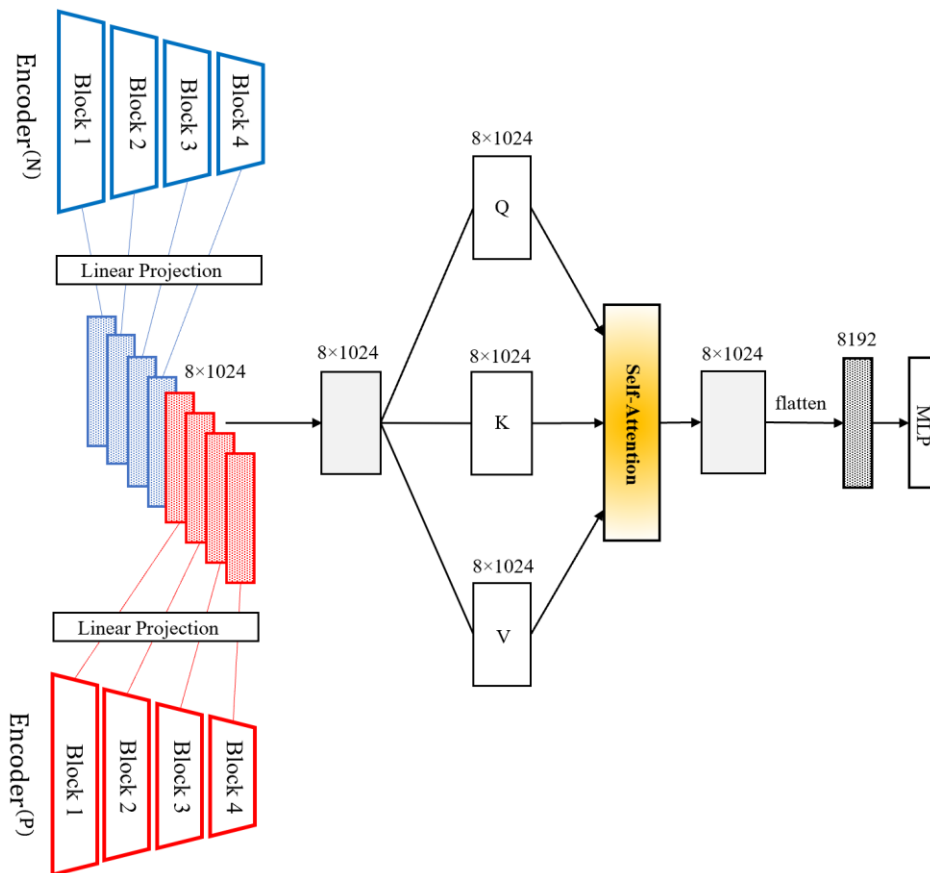 Encoder(N)
Block 1
Block 2
Block 3
Block 4
Linear Projection
8×1024
8×1024
8×1024
Q
8×1024
K
8×1024
V
Self-Attention
8×1024
flatten
8192
MLP
Linear Projection
Encoder(P)
Block 1
Block 2
Block 3
Block 4